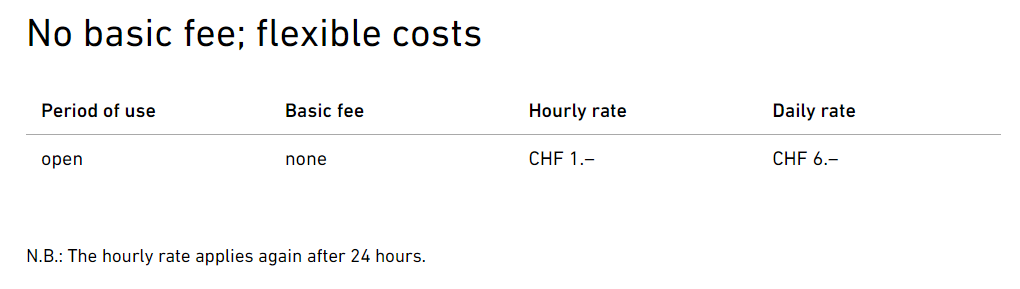 No basic fee; flexible costs
Period of use Basic fee Hourly rate Daily rate
open none CHF 1.– CHF 6.–
N.B.: The hourly rate applies again after 24 hours.